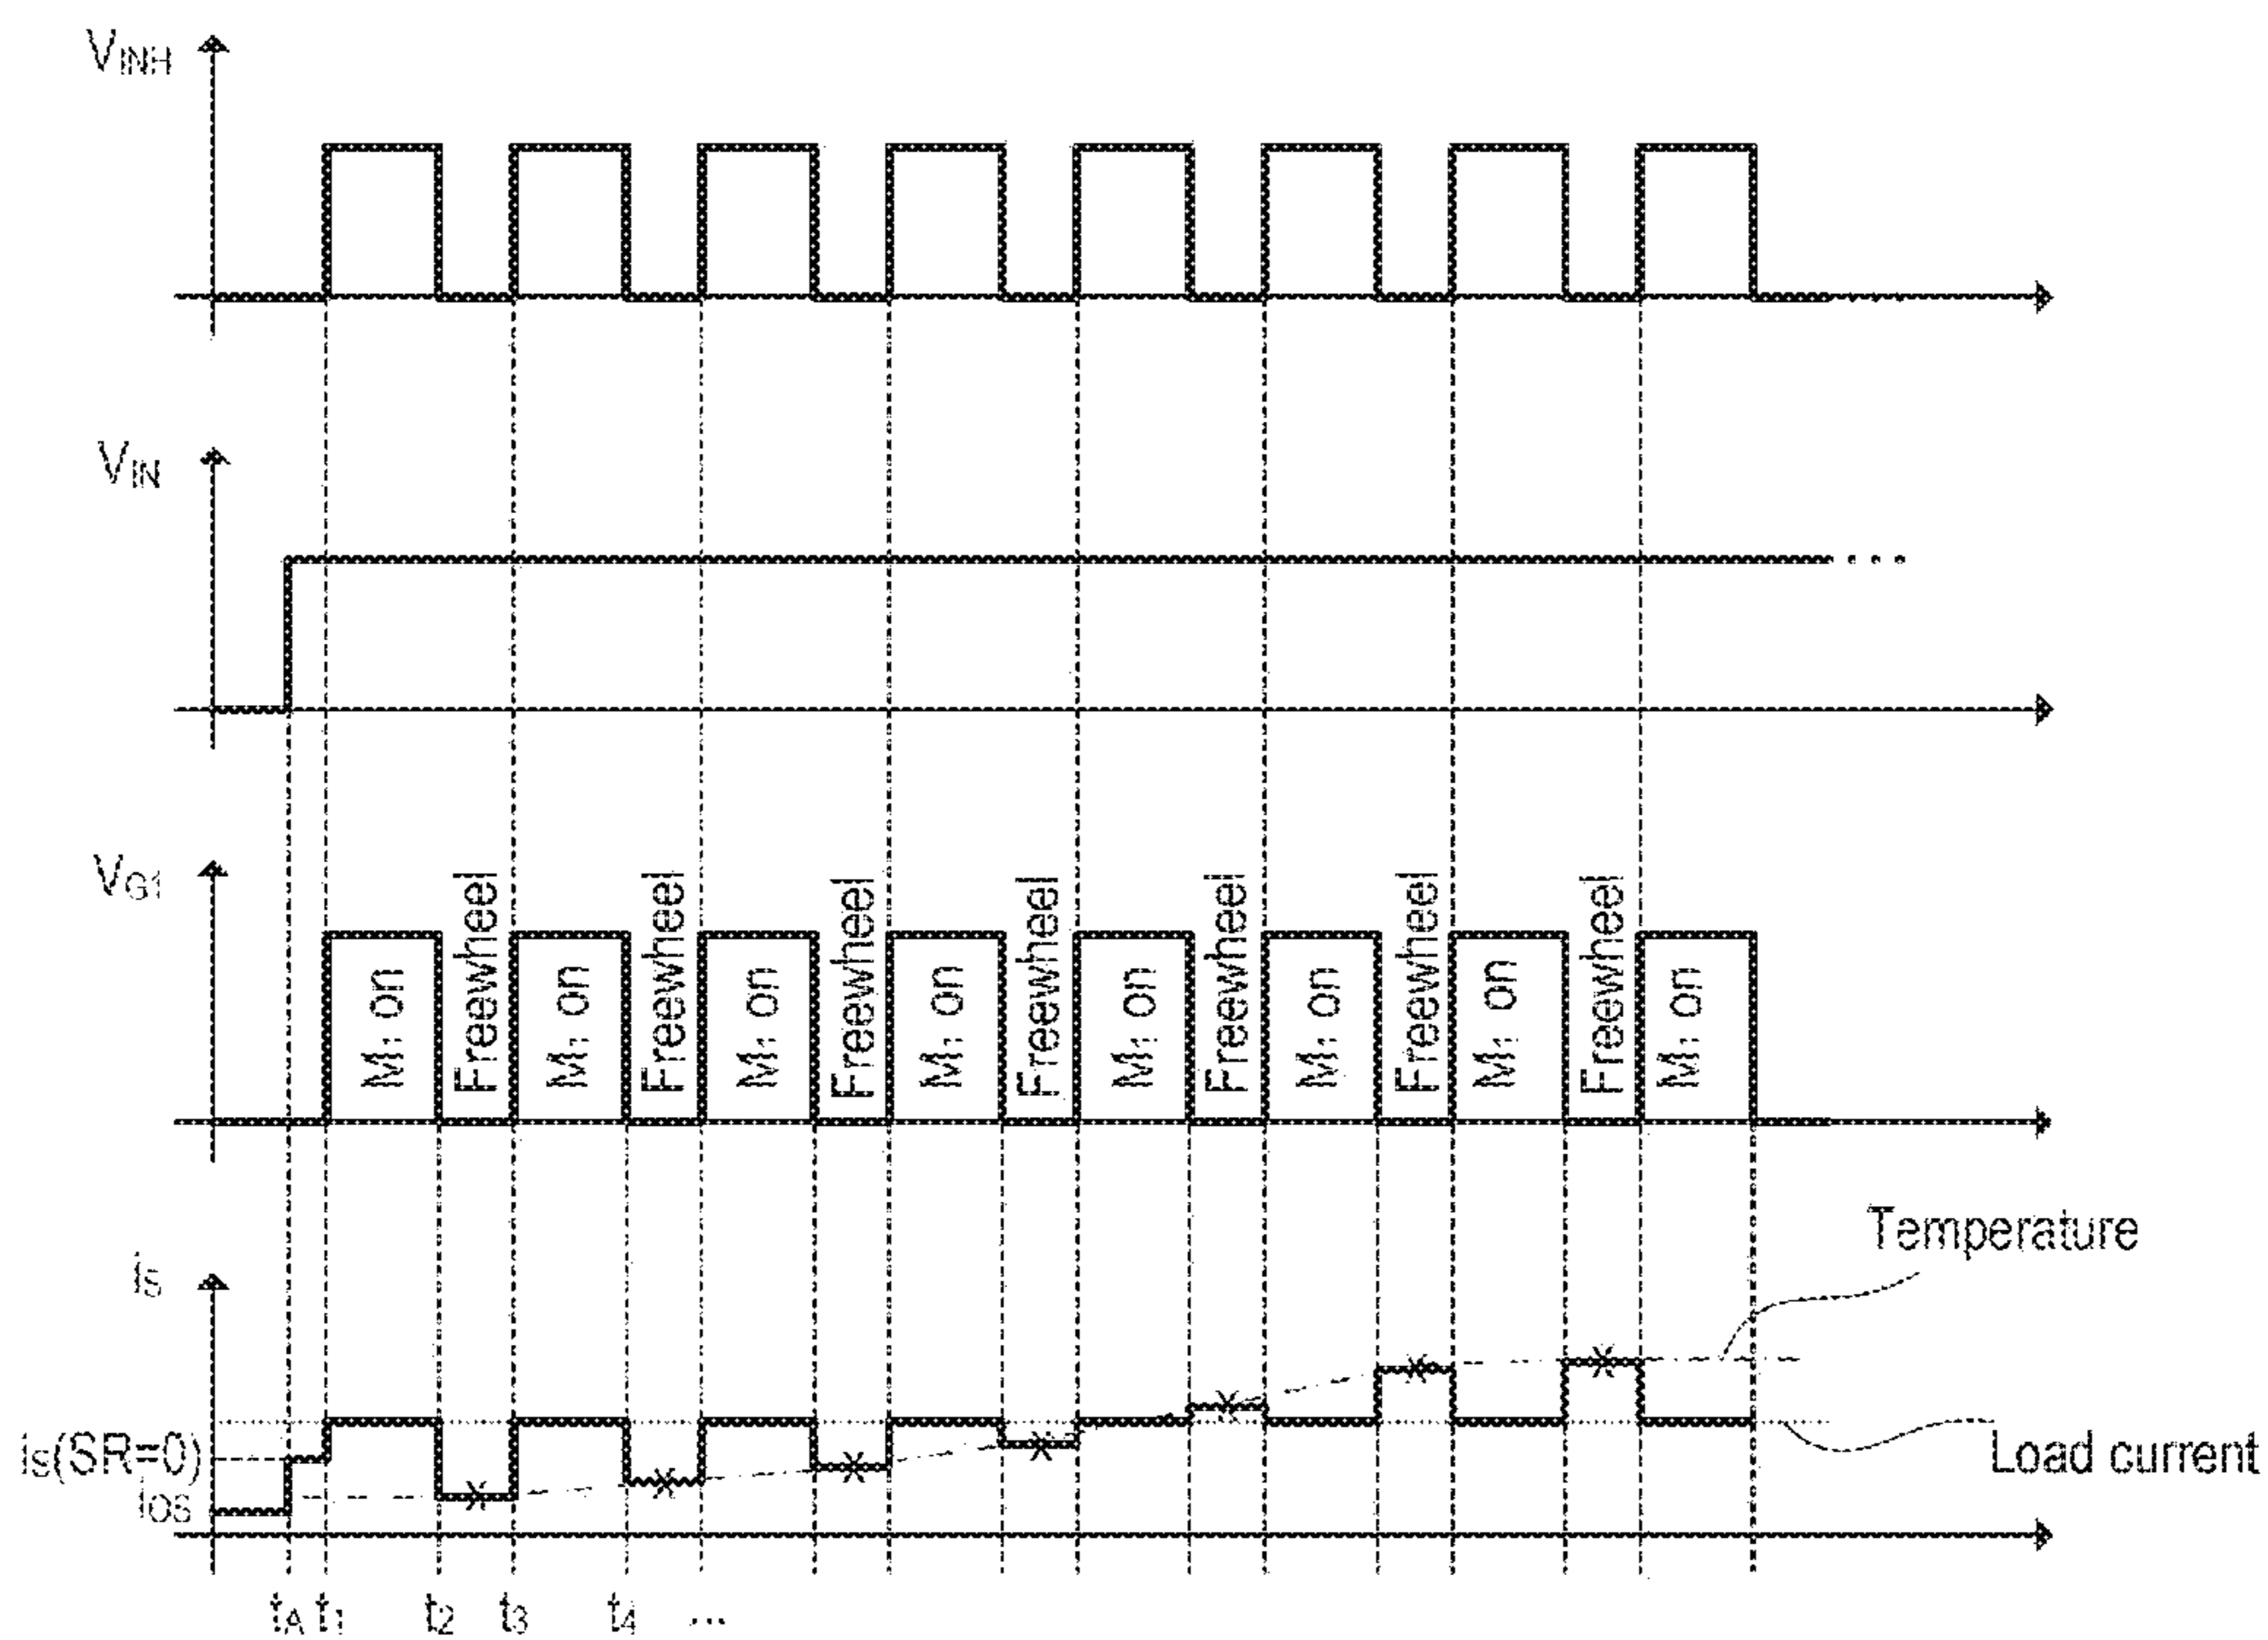 VINH
VIN
...
VG1
M1 on
Freewheel
M1 on
Freewheel
M1 on
Freewheel
M1 on
Freewheel
M1 on
Freewheel
M1 on
Freewheel
M1 on
Freewheel
M1 on
Temperature
is
is(SR=0)
Load current
ios
tA t1 t2 t3 t4 ...